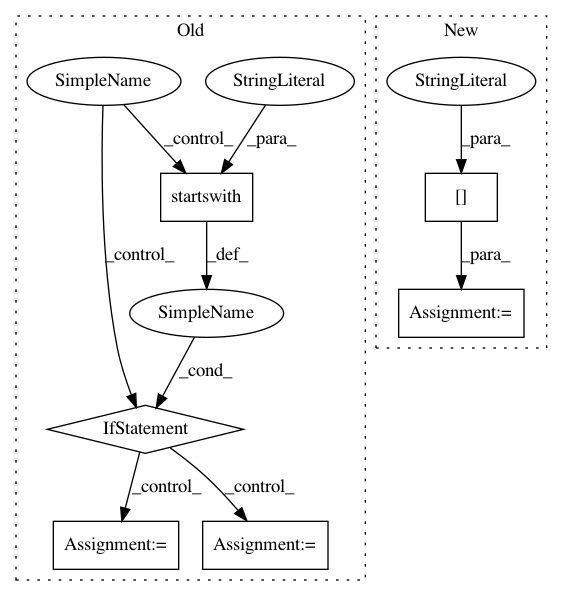 Old
New
SimpleName
StringLiteral
StringLiteral
_control_
_para_
_para_
startswith
[]
_control_
_def_
_para_
SimpleName
Assignment:=
_cond_
IfStatement
_control_
_control_
Assignment:=
Assignment:=